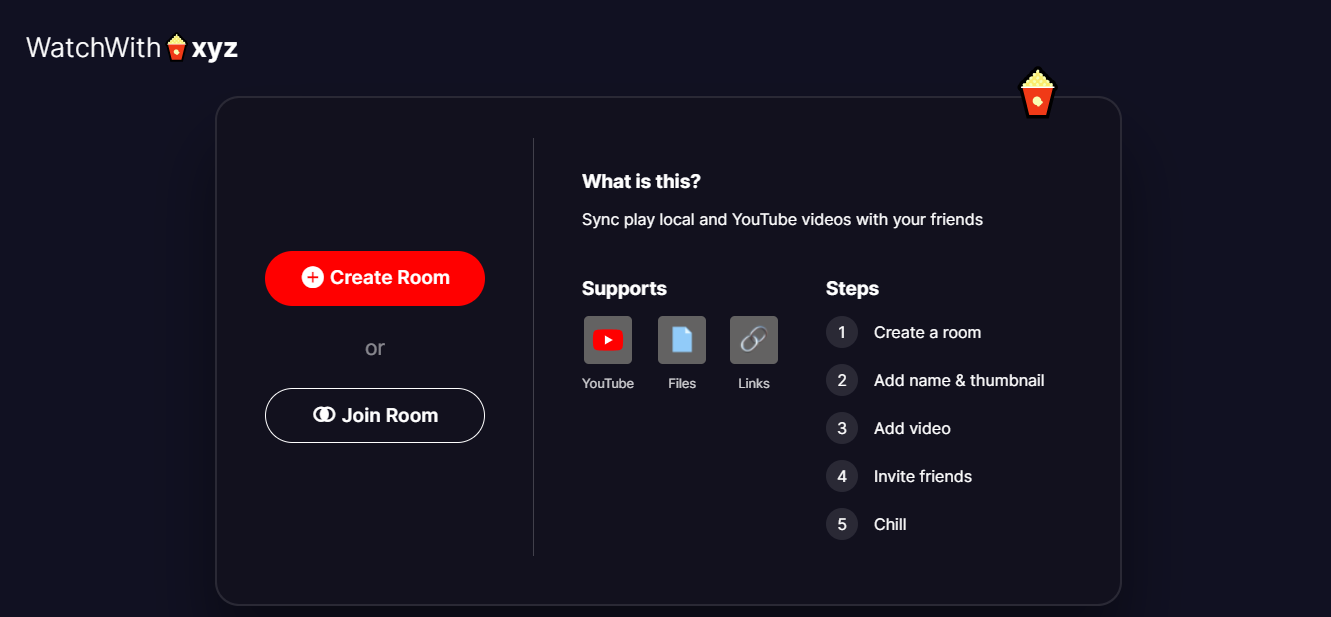 WatchWith xyz
Create Room
or
Join Room
What is this?
Sync play local and YouTube videos with your friends
Supports
YouTube
Files
Links
Steps
1 Create a room
2 Add name & thumbnail
3 Add video
4 Invite friends
5 Chill